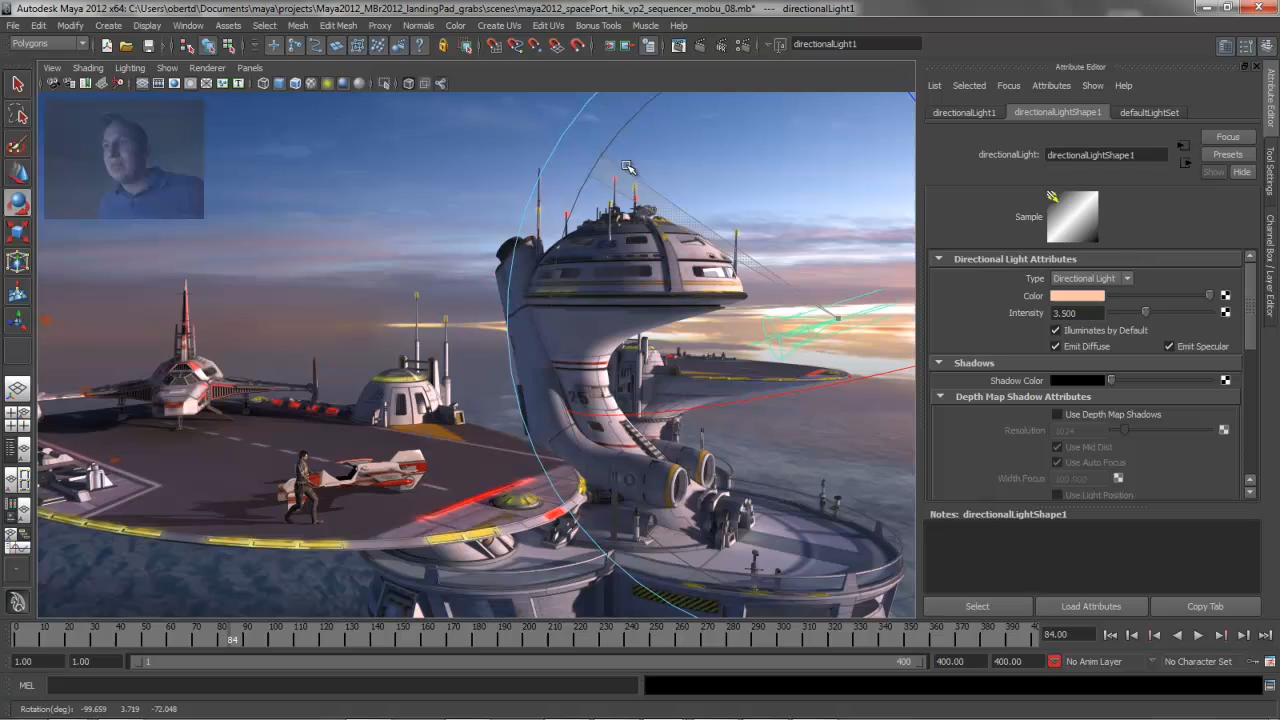 Autodesk Maya 2012 x64: C:\Users\obertd\Documents\maya\projects\Maya2012_MBr2012_landingPad_grabs\scenes\maya2012_spacePort_hik_vp2_sequencer_mobu_08.mb* --- directionalLight1
File Edit Modify Create Display Window Assets Select Mesh Edit Mesh Proxy Normals Color Create UVs Edit UVs Bonus Tools Muscle Help
Polygons directionalLight1
View Shading Lighting Show Renderer Panels
Attribute Editor
List Selected Focus Attributes Show Help
directionalLight1 directionalLightShape1 defaultLightSet
Focus
directionalLight: directionalLightShape1 Presets
Show Hide
Sample
Directional Light Attributes
Type Directional Light
Color
Intensity 3.500
Illuminates by Default
Emit Diffuse Emit Specular
Shadows
Shadow Color
Depth Map Shadow Attributes
Use Depth Map Shadows
Resolution 1024
Use Mid Dist
Use Auto Focus
Width Focus 100.000
Use Light Position
Notes: directionalLightShape1
Select Load Attributes Copy Tab
Attribute Editor
Tool Settings
Channel Box / Layer Editor
25
0 10 20 30 40 50 60 70 80 90 100 110 120 130 140 150 160 170 180 190 200 210 220 230 240 250 260 270 280 290 300 310 320 330 340 350 360 370 380 390 40
84
84.00
1.00 1.00 1 400 400.00 400.00 No Anim Layer No Character Set
MEL
Rotation(deg): -99.659 3.719 -72.048